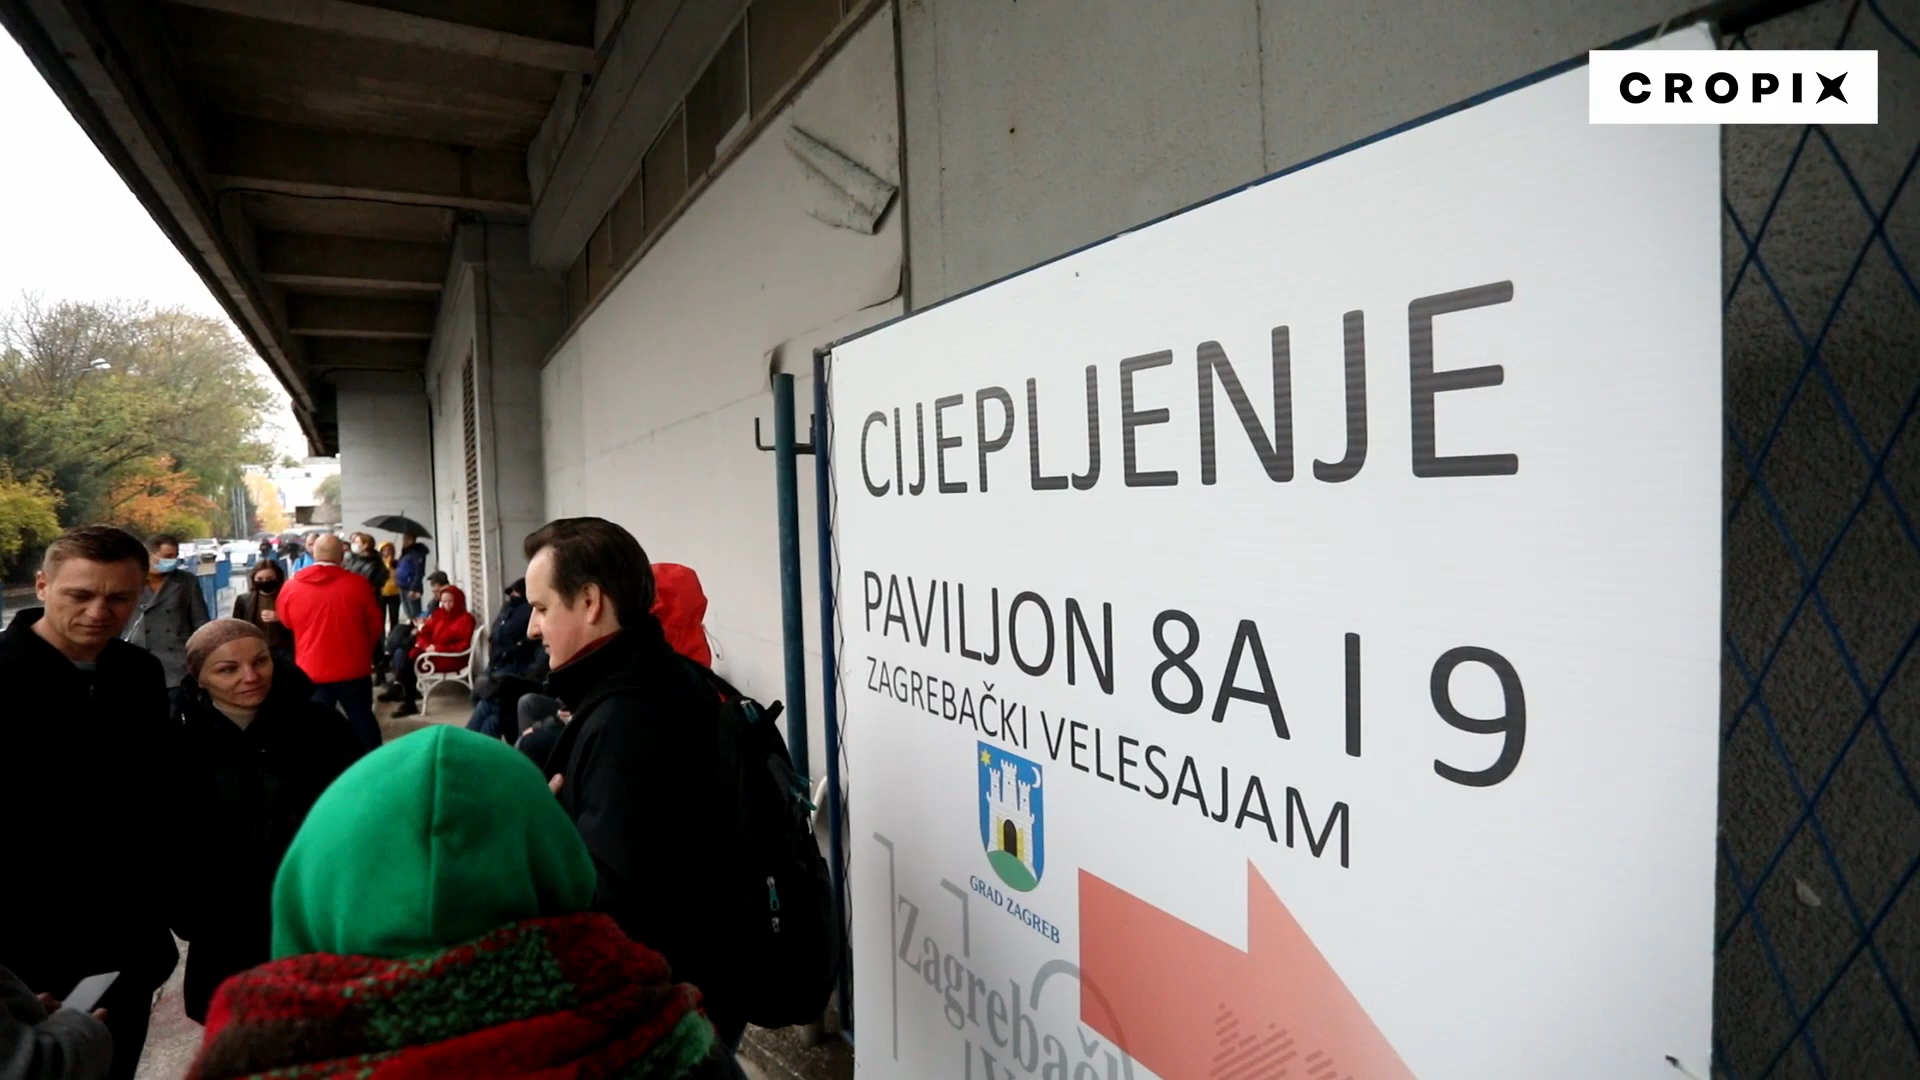 CROPIX
CIJEPLJENJE
PAVILJON 8A I 9
ZAGREBAČKI VELESAJAM
GRAD ZAGREB
Zagrebački